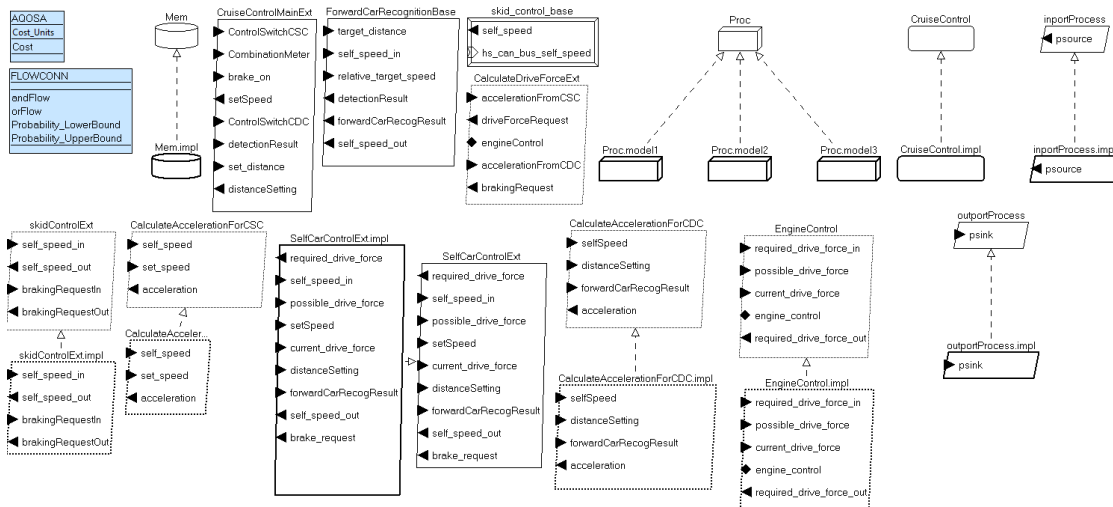 AQOSA
Cost_Units
Cost
FLOWCONN
andFlow
orFlow
Probability_LowerBound
Probability_UpperBound
Mem
Mem.impl
CruiseControlMainExt
ControlSwitchCSC
CombinationMeter
brake_on
setSpeed
ControlSwitchCDC
detectionResult
set_distance
distanceSetting
ForwardCarRecognitionBase
target_distance
self_speed_in
relative_target_speed
detectionResult
forwardCarRecogResult
self_speed_out
skid_control_base
self_speed
hs_can_bus_self_speed
CalculateDriveForceExt
accelerationFromCSC
driveForceRequest
engineControl
accelerationFromCDC
brakingRequest
Proc
Proc.model1
Proc.model2
Proc.model3
CruiseControl
CruiseControl.impl
inportProcess
psource
inportProcess.impl
psource
skidControlExt
self_speed_in
self_speed_out
brakingRequestIn
brakingRequestOut
skidControlExt.impl
self_speed_in
self_speed_out
brakingRequestIn
brakingRequestOut
CalculateAccelerationForCSC
self_speed
set_speed
acceleration
CalculateAcceler...
self_speed
set_speed
acceleration
SelfCarControlExt.impl
required_drive_force
self_speed_in
possible_drive_force
setSpeed
current_drive_force
distanceSetting
forwardCarRecogResult
self_speed_out
brake_request
SelfCarControlExt
required_drive_force
self_speed_in
possible_drive_force
setSpeed
current_drive_force
distanceSetting
forwardCarRecogResult
self_speed_out
brake_request
CalculateAccelerationForCDC
selfSpeed
distanceSetting
forwardCarRecogResult
acceleration
CalculateAccelerationForCDC.impl
selfSpeed
distanceSetting
forwardCarRecogResult
acceleration
EngineControl
required_drive_force_in
possible_drive_force
current_drive_force
engine_control
required_drive_force_out
EngineControl.impl
required_drive_force_in
possible_drive_force
current_drive_force
engine_control
required_drive_force_out
outportProcess
psink
outportProcess.impl
psink